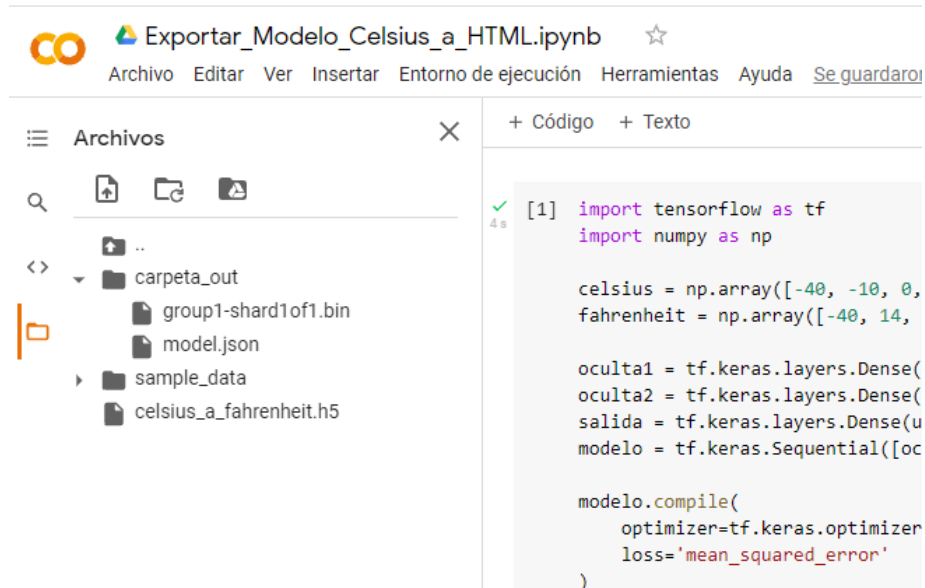 Exportar_Modelo_Celsius_a_HTML.ipynb
Archivo Editar Ver Insertar Entorno de ejecución Herramientas Ayuda Se guardaron
Archivos
..
carpeta_out
group1-shard1of1.bin
model.json
sample_data
celsius_a_fahrenheit.h5
+ Código + Texto
4 s
[1] import tensorflow as tf
import numpy as np
celsius = np.array([-40, -10, 0,
fahrenheit = np.array([-40, 14,
oculta1 = tf.keras.layers.Dense(
oculta2 = tf.keras.layers.Dense(
salida = tf.keras.layers.Dense(u
modelo = tf.keras.Sequential([oc
modelo.compile(
optimizer=tf.keras.optimizer
loss='mean_squared_error'
)